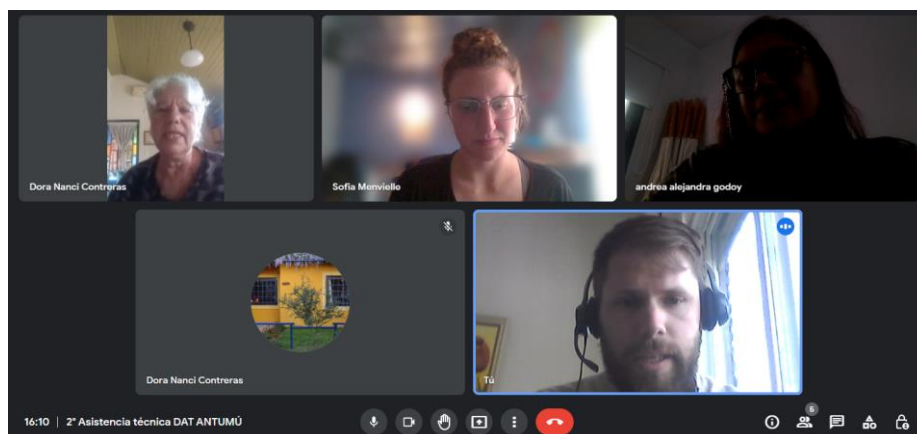 Dora Nanci Contreras
Sofia Menvielle
andrea alejandra godoy
Dora Nanci Contreras
Tú
16:10 | 2° Asistencia técnica DAT ANTUMÚ
5